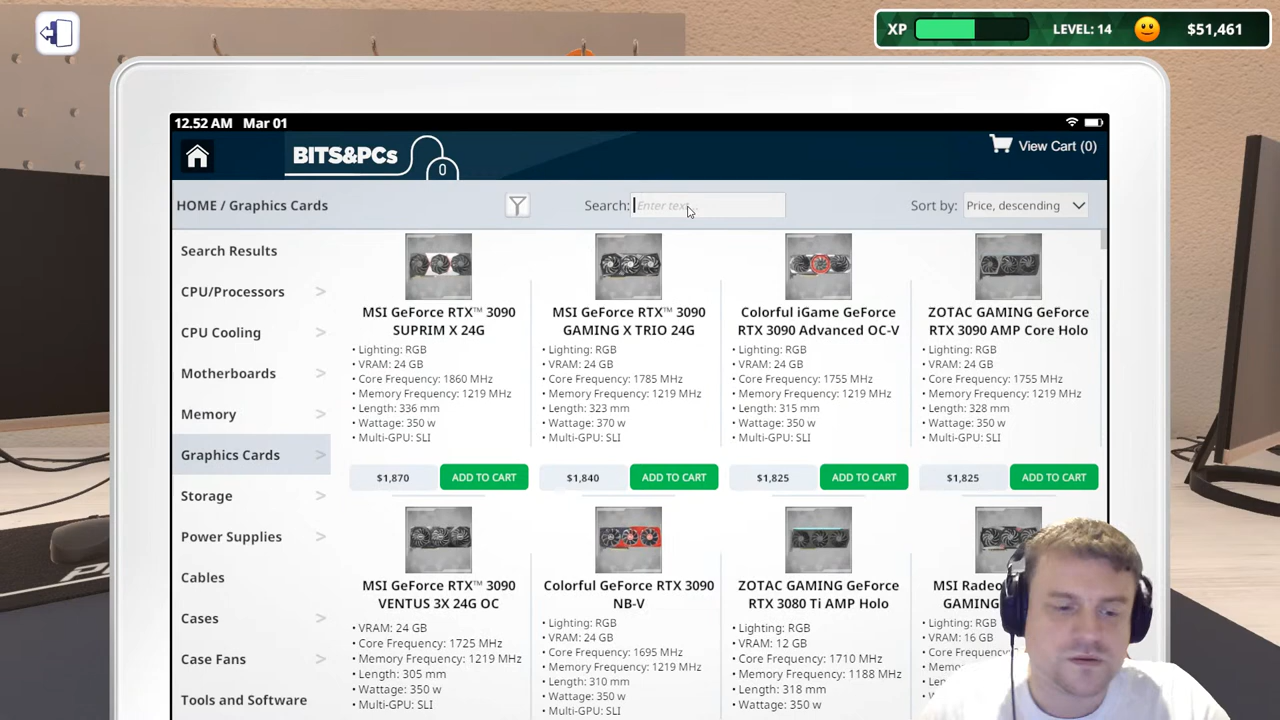 XP LEVEL: 14 $51,461
12.52 AM Mar 01
BITS&PCs
0
View Cart (0)
HOME / Graphics Cards
Search: Enter text...
Sort by: Price, descending
Search Results
CPU/Processors >
CPU Cooling >
Motherboards >
Memory >
Graphics Cards >
Storage >
Power Supplies >
Cables
Cases >
Case Fans >
Tools and Software
MSI GeForce RTX™ 3090
SUPRIM X 24G
• Lighting: RGB
• VRAM: 24 GB
• Core Frequency: 1860 MHz
• Memory Frequency: 1219 MHz
• Length: 336 mm
• Wattage: 350 w
• Multi-GPU: SLI
$1,870 ADD TO CART
MSI GeForce RTX™ 3090
GAMING X TRIO 24G
• Lighting: RGB
• VRAM: 24 GB
• Core Frequency: 1785 MHz
• Memory Frequency: 1219 MHz
• Length: 323 mm
• Wattage: 370 w
• Multi-GPU: SLI
$1,840 ADD TO CART
Colorful iGame GeForce
RTX 3090 Advanced OC-V
• Lighting: RGB
• VRAM: 24 GB
• Core Frequency: 1755 MHz
• Memory Frequency: 1219 MHz
• Length: 315 mm
• Wattage: 350 w
• Multi-GPU: SLI
$1,825 ADD TO CART
ZOTAC GAMING GeForce
RTX 3090 AMP Core Holo
• Lighting: RGB
• VRAM: 24 GB
• Core Frequency: 1755 MHz
• Memory Frequency: 1219 MHz
• Length: 328 mm
• Wattage: 350 w
• Multi-GPU: SLI
$1,825 ADD TO CART
MSI GeForce RTX™ 3090
VENTUS 3X 24G OC
• VRAM: 24 GB
• Core Frequency: 1725 MHz
• Memory Frequency: 1219 MHz
• Length: 305 mm
• Wattage: 350 w
• Multi-GPU: SLI
Colorful GeForce RTX 3090
NB-V
• Lighting: RGB
• VRAM: 24 GB
• Core Frequency: 1695 MHz
• Memory Frequency: 1219 MHz
• Length: 310 mm
• Wattage: 350 w
• Multi-GPU: SLI
ZOTAC GAMING GeForce
RTX 3080 Ti AMP Holo
• Lighting: RGB
• VRAM: 12 GB
• Core Frequency: 1710 MHz
• Memory Frequency: 1188 MHz
• Length: 318 mm
• Wattage: 350 w
MSI
GAMING
• Lighting: RGB
• VRAM: 16 GB
• Core
• Length: